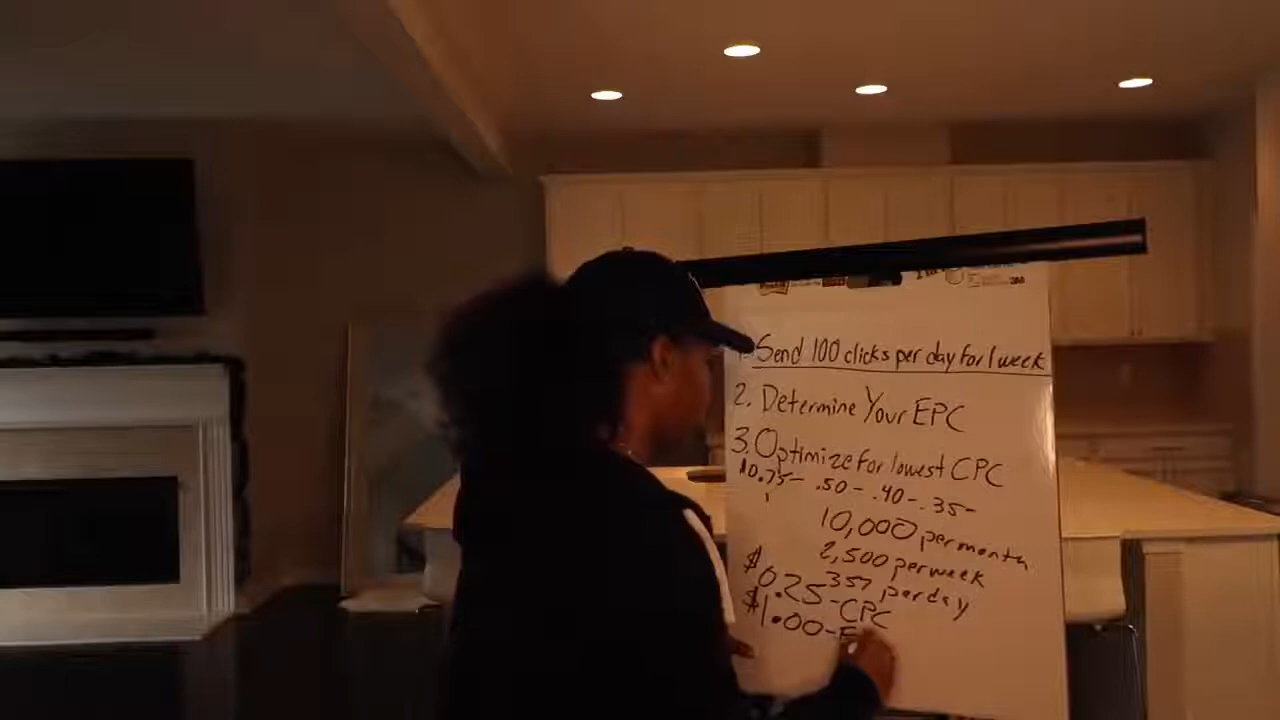 Send 100 clicks per day for 1 week
2. Determine Your EPC
3. Optimize for lowest CPC
$0.75 - .50 - .40 - .35 -
10,000 per month
2,500 per week
357 per day
$0.25 - CPC
$1.00 - E